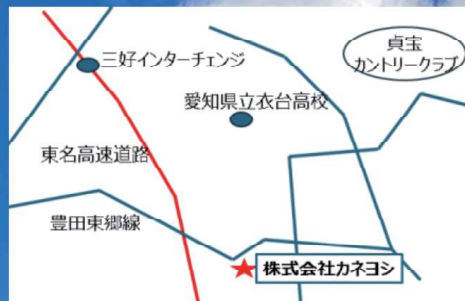 貞宝
カントリークラブ
三好インターチェンジ
愛知県立衣台高校
東名高速道路
豊田東郷線
株式会社カネヨシ